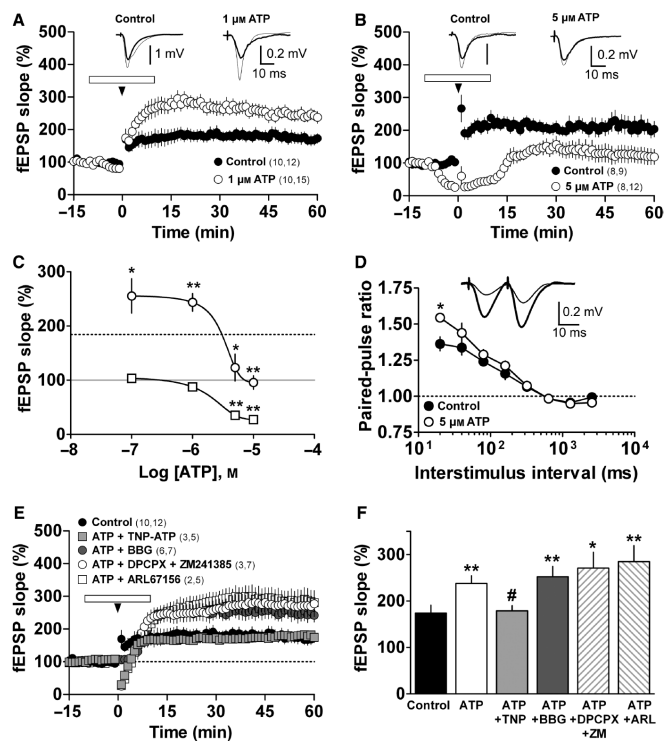 A
Control
1 µM ATP
1 mV
0.2 mV
10 ms
fEPSP slope (%)
500
400
300
200
100
0
Control (10,12)
1 µM ATP (10,15)
−15 0 15 30 45 60
Time (min)
B
Control
5 µM ATP
0.2 mV
10 ms
fEPSP slope (%)
500
400
300
200
100
0
Control (8,9)
5 µM ATP (8,12)
−15 0 15 30 45 60
Time (min)
C
fEPSP slope (%)
300
200
100
0
*
**
*
**
**
**
−8 −7 −6 −5 −4
Log [ATP], M
D
Paired-pulse ratio
1.75
1.50
1.25
1.00
0.75
*
0.2 mV
10 ms
Control
5 µM ATP
10¹ 10² 10³ 10⁴
Interstimulus interval (ms)
E
Control (10,12)
ATP + TNP-ATP (3,5)
ATP + BBG (6,7)
ATP + DPCPX + ZM241385 (3,7)
ATP + ARL67156 (2,5)
fEPSP slope (%)
500
400
300
200
100
0
−15 0 15 30 45 60
Time (min)
F
fEPSP slope (%)
300
200
100
0
**
#
**
*
**
Control
ATP
ATP +TNP
ATP +BBG
ATP +DPCPX +ZM
ATP +ARL